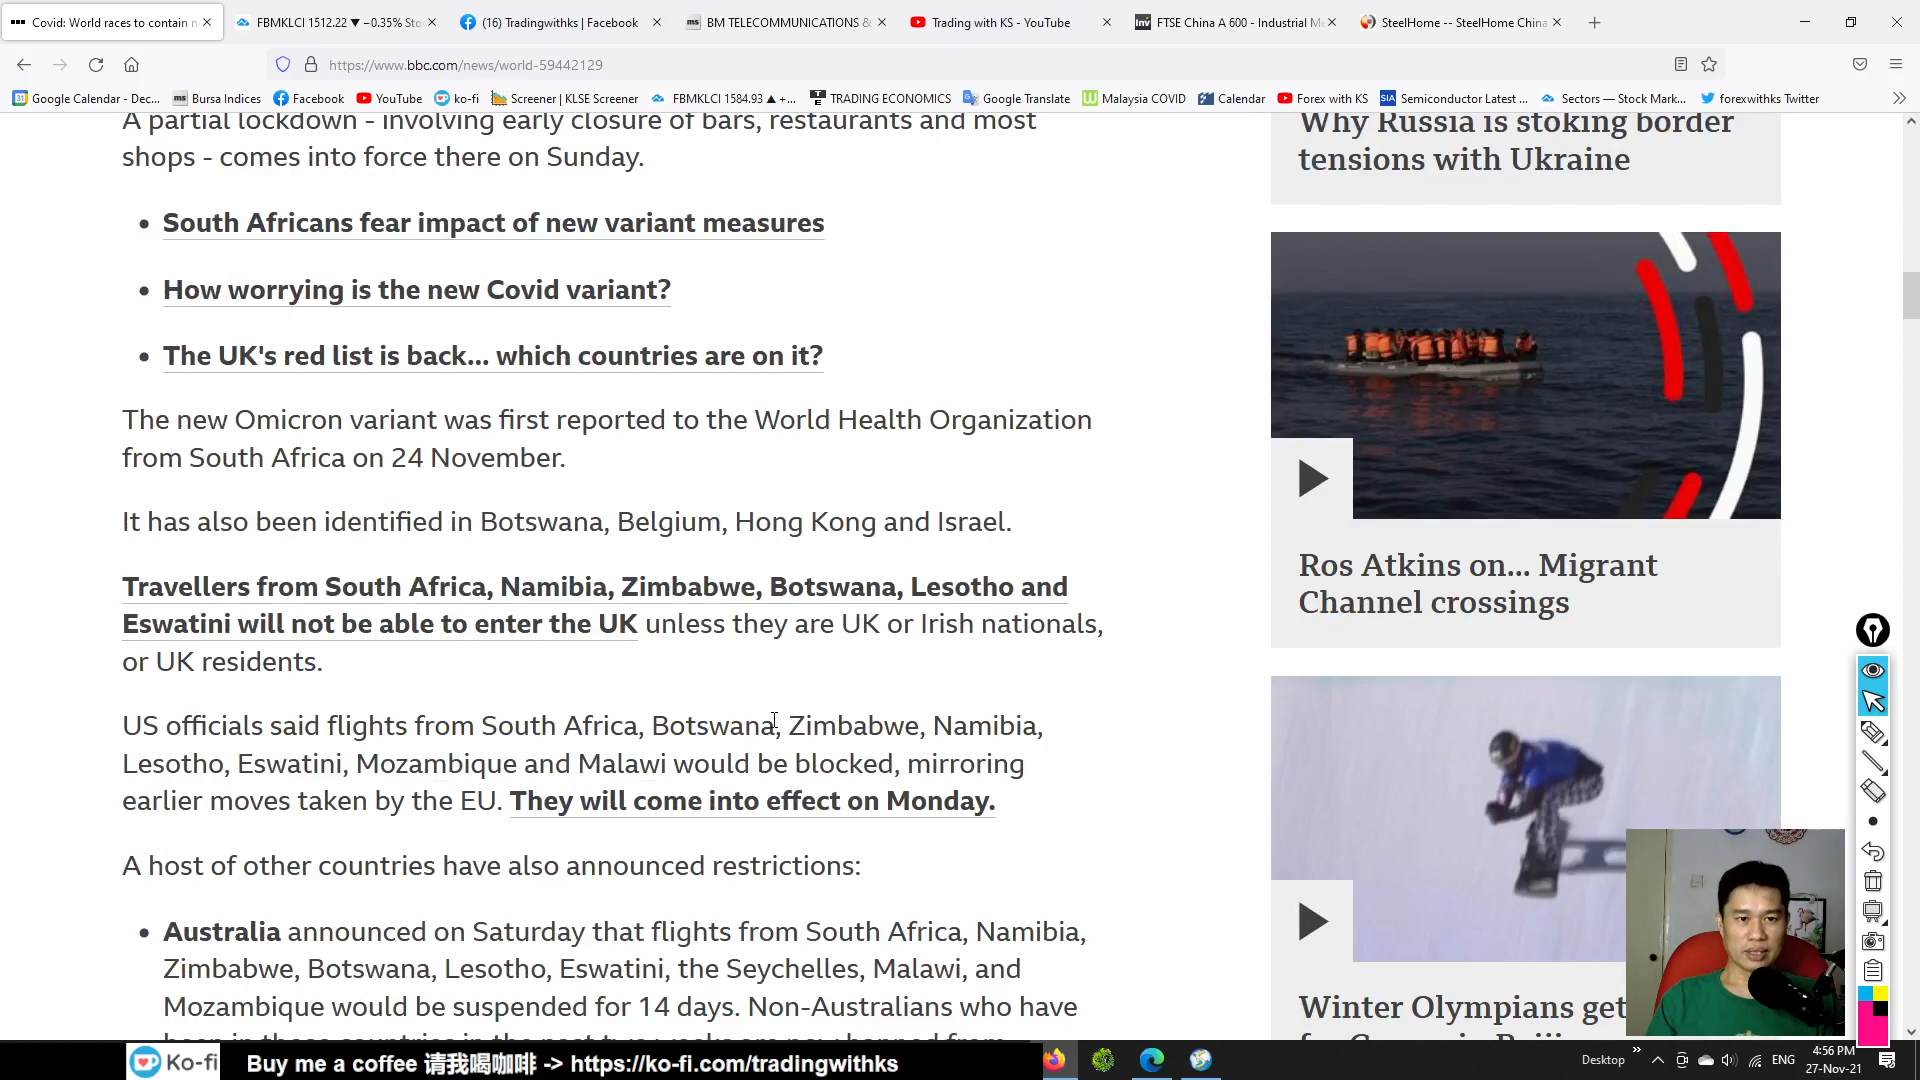 Covid: World races to contain n
FBMKLCI 1512.22 ▼ −0.35% Sto
(16) Tradingwithks | Facebook
BM TELECOMMUNICATIONS &
Trading with KS - YouTube
FTSE China A 600 - Industrial Me
SteelHome -- SteelHome China
https://www.bbc.com/news/world-59442129
Google Calendar - Dec...
Bursa Indices
Facebook
YouTube
ko-fi
Screener | KLSE Screener
FBMKLCI 1584.93 ▲ +...
TRADING ECONOMICS
Google Translate
Malaysia COVID
Calendar
Forex with KS
Semiconductor Latest ...
Sectors — Stock Mark...
forexwithks Twitter
A partial lockdown - involving early closure of bars, restaurants and most
shops - comes into force there on Sunday.
• South Africans fear impact of new variant measures
• How worrying is the new Covid variant?
• The UK's red list is back... which countries are on it?
The new Omicron variant was first reported to the World Health Organization
from South Africa on 24 November.
It has also been identified in Botswana, Belgium, Hong Kong and Israel.
Travellers from South Africa, Namibia, Zimbabwe, Botswana, Lesotho and
Eswatini will not be able to enter the UK unless they are UK or Irish nationals,
or UK residents.
US officials said flights from South Africa, Botswana, Zimbabwe, Namibia,
Lesotho, Eswatini, Mozambique and Malawi would be blocked, mirroring
earlier moves taken by the EU. They will come into effect on Monday.
A host of other countries have also announced restrictions:
• Australia announced on Saturday that flights from South Africa, Namibia,
Zimbabwe, Botswana, Lesotho, Eswatini, the Seychelles, Malawi, and
Mozambique would be suspended for 14 days. Non-Australians who have
been in those countries in the past two weeks are now banned from
Why Russia is stoking border
tensions with Ukraine
Ros Atkins on... Migrant
Channel crossings
Winter Olympians get
Ko-fi
Buy me a coffee 请我喝咖啡 -> https://ko-fi.com/tradingwithks
Desktop
ENG
4:56 PM
27-Nov-21